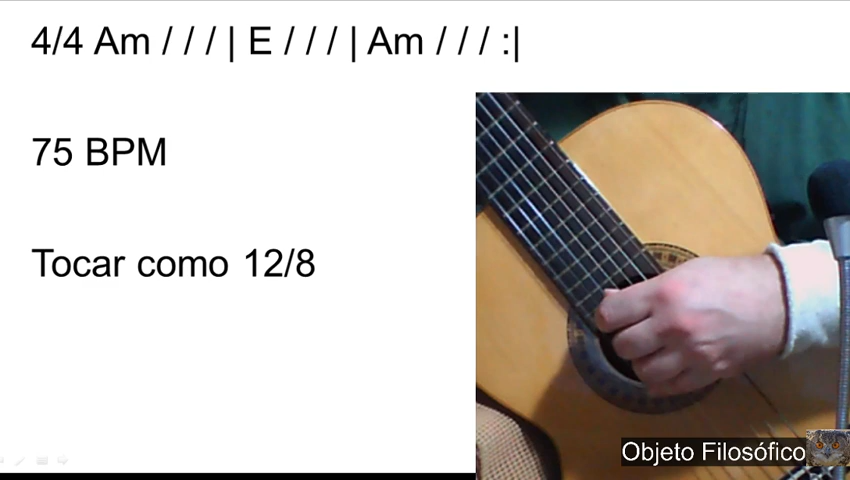 4/4 Am / / / | E / / / | Am / / / :|
75 BPM
Tocar como 12/8
Objeto Filosófico